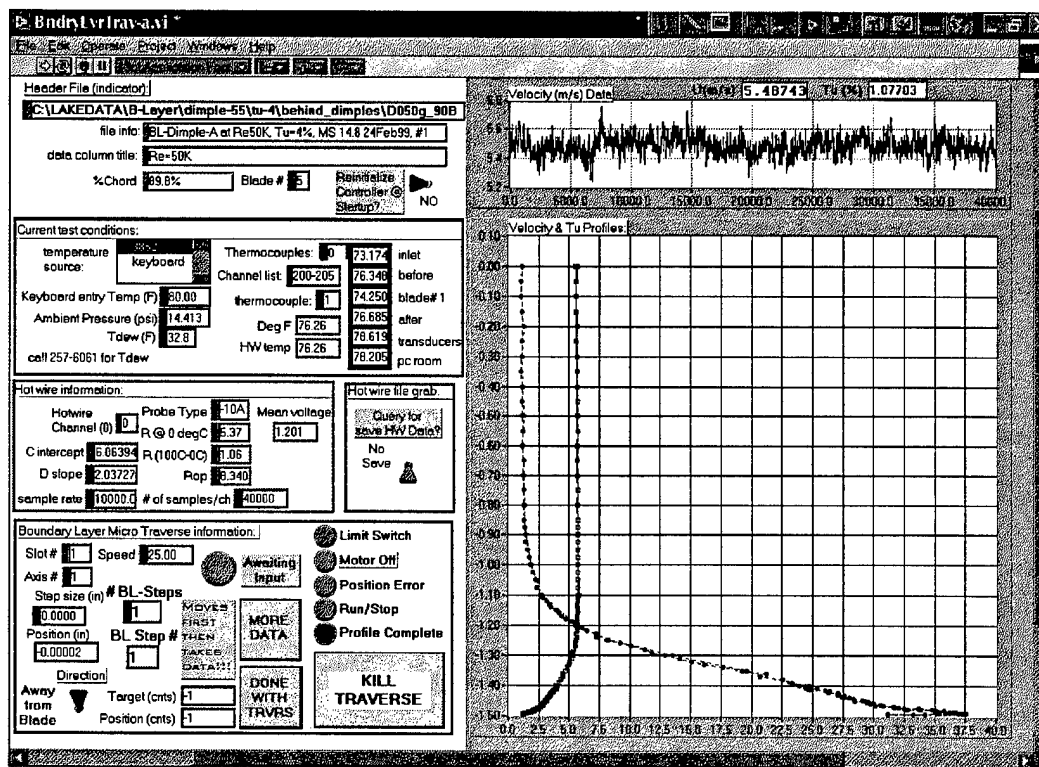 BndryLyrTrav-a.vi *
File Edit Operate Project Windows Help
Header File (indicator):
C:\LAKEDATA\B-Layer\dimple-55\tu-4\behind_dimples\D050g_90B
file info: BL-Dimple-A at Re50K, Tu=4%, MS 14.8 24Feb99, #1
data column title: Re=50K
%Chord 89.8% Blade # 5
Reinitialize Controller @ Startup?
NO
Current test conditions:
temperature source: keyboard
Keyboard entry Temp (F) 80.00
Ambient Pressure (psi) 14.413
Tdew (F) 32.8
call 257-6061 for Tdew
Thermocouples: 0
Channel list: 200-205
thermocouple: 1
Deg F 76.26
HW temp 76.26
73.174 inlet
76.348 before
74.250 blade# 1
76.685 after
78.619 transducers
78.205 pc room
Hot wire information:
Hotwire Channel (0) 0
Probe Type -10A
Mean voltage
R @ 0 degC 5.37
1.201
C intercept 6.06394
R (100C-0C) 1.06
D slope 2.03727
Rop 8.340
sample rate 10000.0
# of samples/ch 40000
Hot wire file grab:
Query for save HW Data?
No Save
Boundary Layer Micro Traverse information:
Slot # 1 Speed 25.00
Axis # 1
Step size (in) 0.0000
# BL-Steps 1
Position (in) -0.00002
BL Step # 1
Direction
Away from Blade
Target (cnts) -1
Position (cnts) -1
Awaiting Input
MOVES FIRST THEN TAKES DATA!!!
MORE DATA
DONE WITH TRVRS
Limit Switch
Motor Off
Position Error
Run/Stop
Profile Complete
KILL TRAVERSE
Velocity (m/s) Data
U(m/s) 5.48743
Tu (%) 1.07703
5.4
5.2
0.0 5000.0 10000.0 15000.0 20000.0 25000.0 30000.0 35000.0 40000
Velocity & Tu Profiles:
0.10
0.00
-0.10
-0.20
-0.30
-0.40
-0.50
-0.60
-0.70
-0.80
-0.90
-1.00
-1.10
-1.20
-1.30
-1.40
-1.50
0.0 2.5 5.0 7.5 10.0 12.5 15.0 17.5 20.0 22.5 25.0 27.5 30.0 32.5 35.0 37.5 40.0